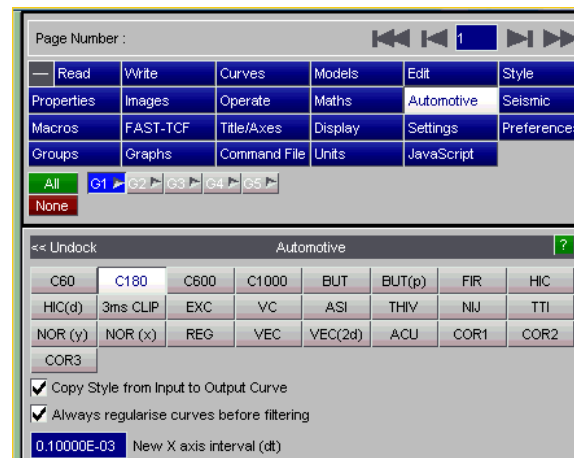 Page Number : 1
Read Write Curves Models Edit Style
Properties Images Operate Maths Automotive Seismic
Macros FAST-TCF Title/Axes Display Settings Preference
Groups Graphs Command File Units JavaScript
All G1 G2 G3 G4 G5
None
<< Undock Automotive ?
C60 C180 C600 C1000 BUT BUT(p) FIR HIC
HIC(d) 3ms CLIP EXC VC ASI THIV NIJ TTI
NOR (y) NOR (x) REG VEC VEC(2d) ACU COR1 COR2
COR3
Copy Style from Input to Output Curve
Always regularise curves before filtering
0.10000E-03 New X axis interval (dt)